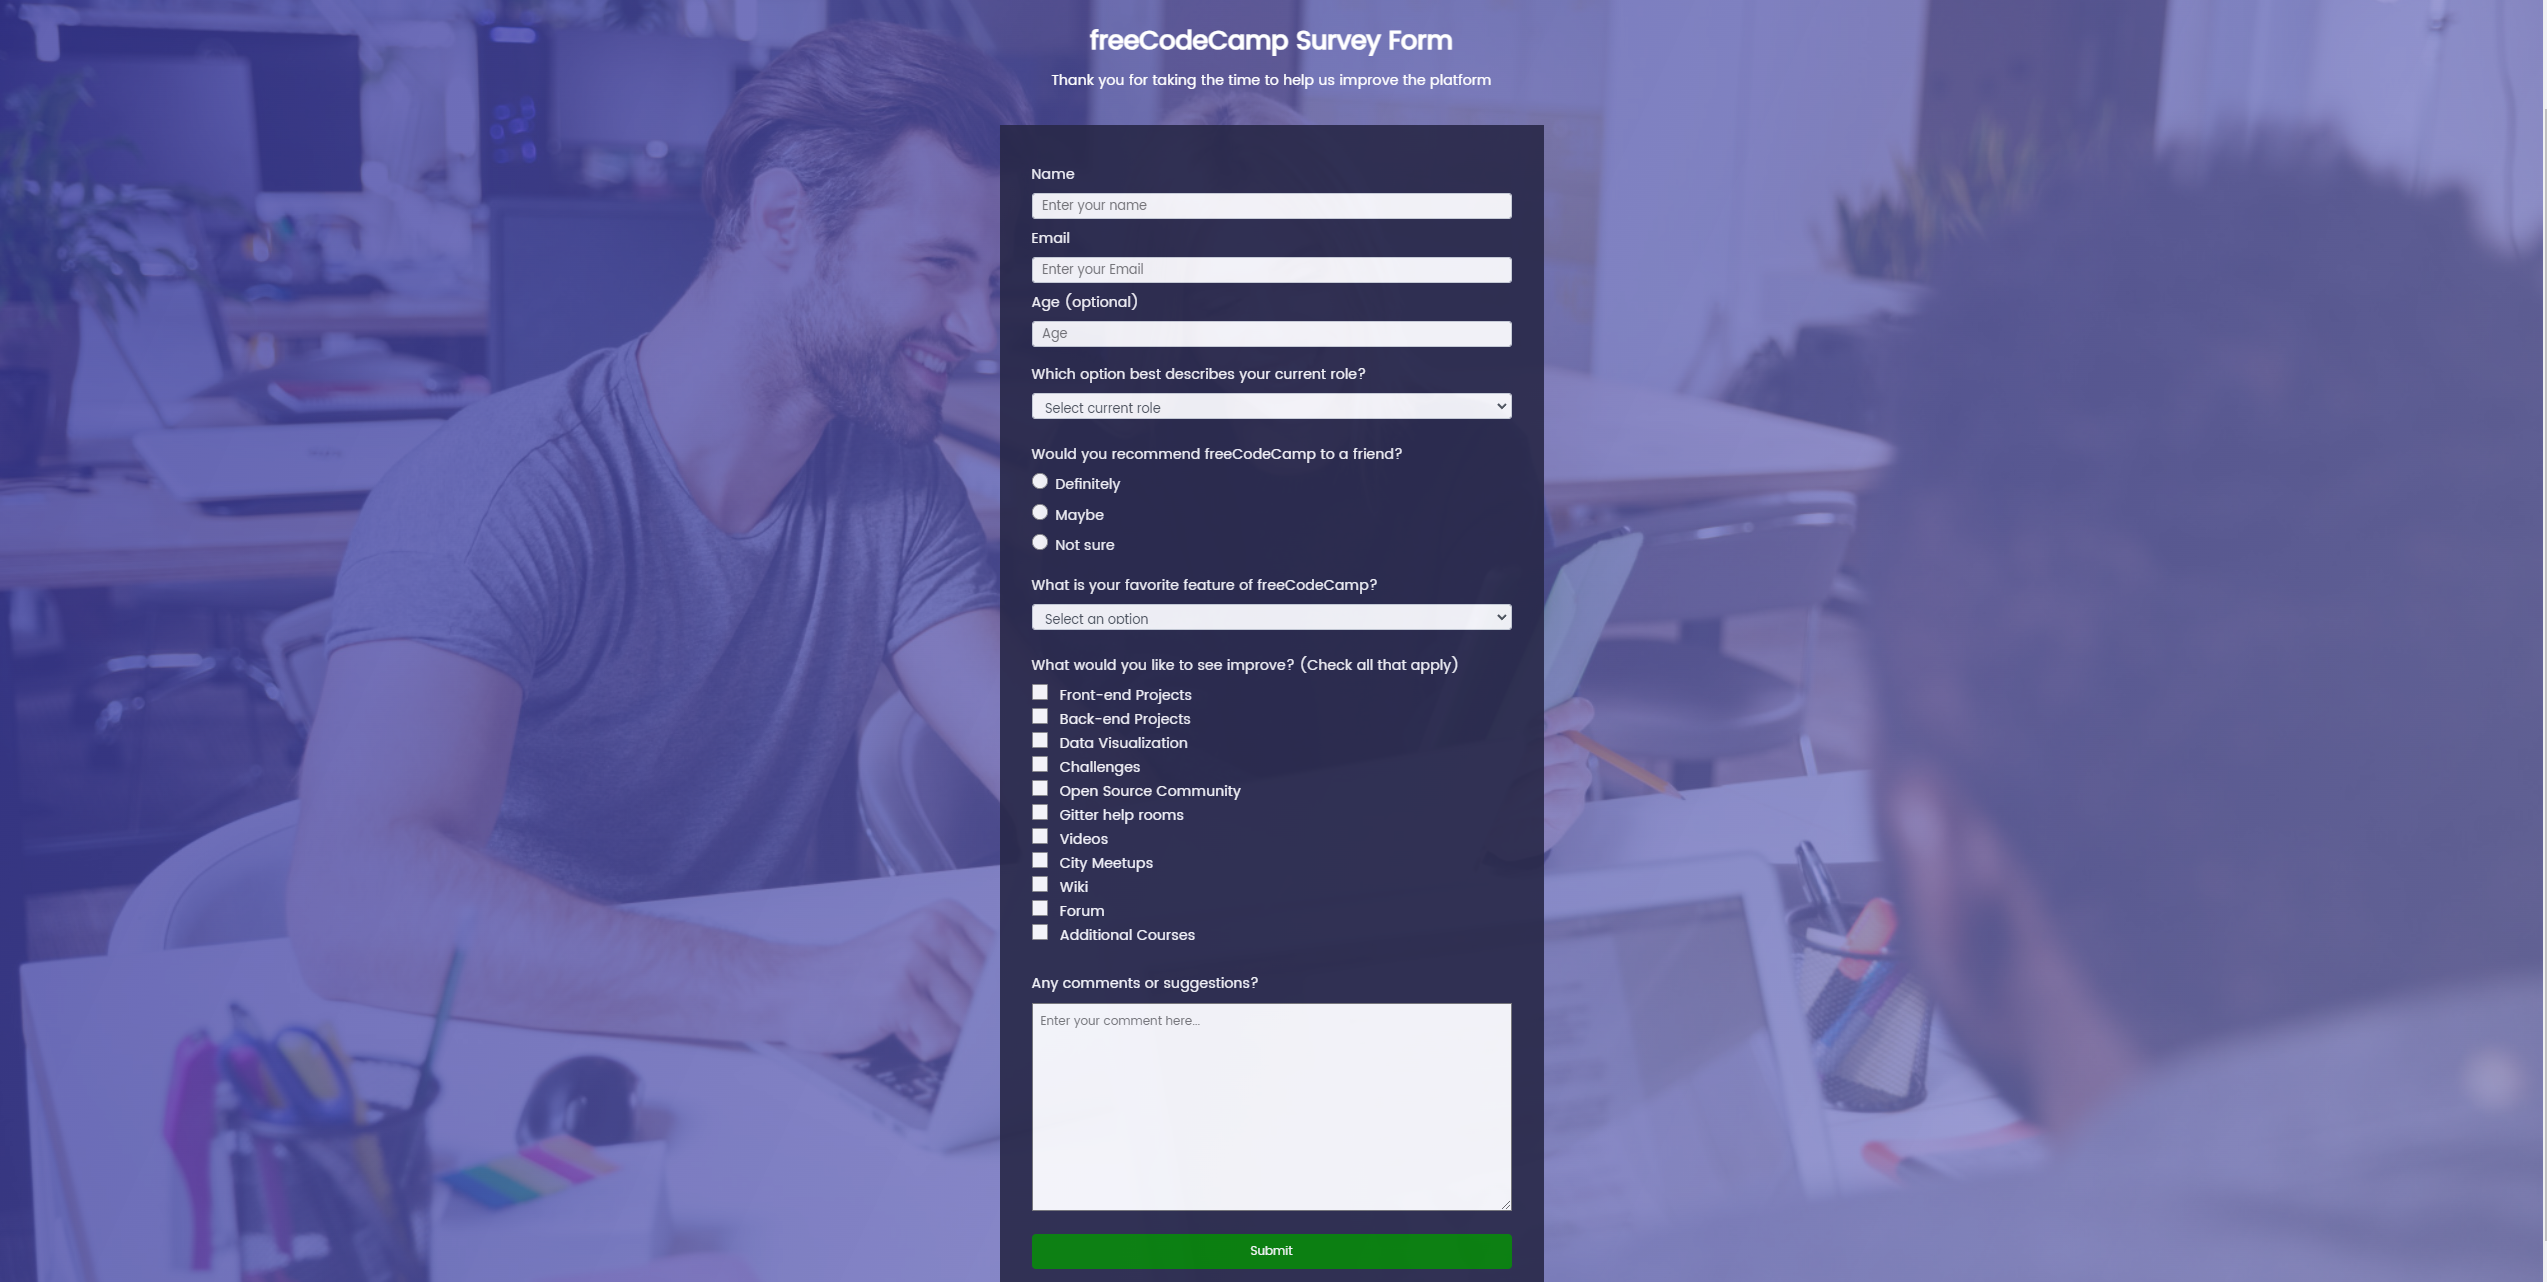 freeCodeCamp Survey Form
Thank you for taking the time to help us improve the platform
Name
Enter your name
Email
Enter your Email
Age (optional)
Age
Which option best describes your current role?
Select current role
Would you recommend freeCodeCamp to a friend?
Definitely
Maybe
Not sure
What is your favorite feature of freeCodeCamp?
Select an option
What would you like to see improve? (Check all that apply)
Front-end Projects
Back-end Projects
Data Visualization
Challenges
Open Source Community
Gitter help rooms
Videos
City Meetups
Wiki
Forum
Additional Courses
Any comments or suggestions?
Enter your comment here...
Submit